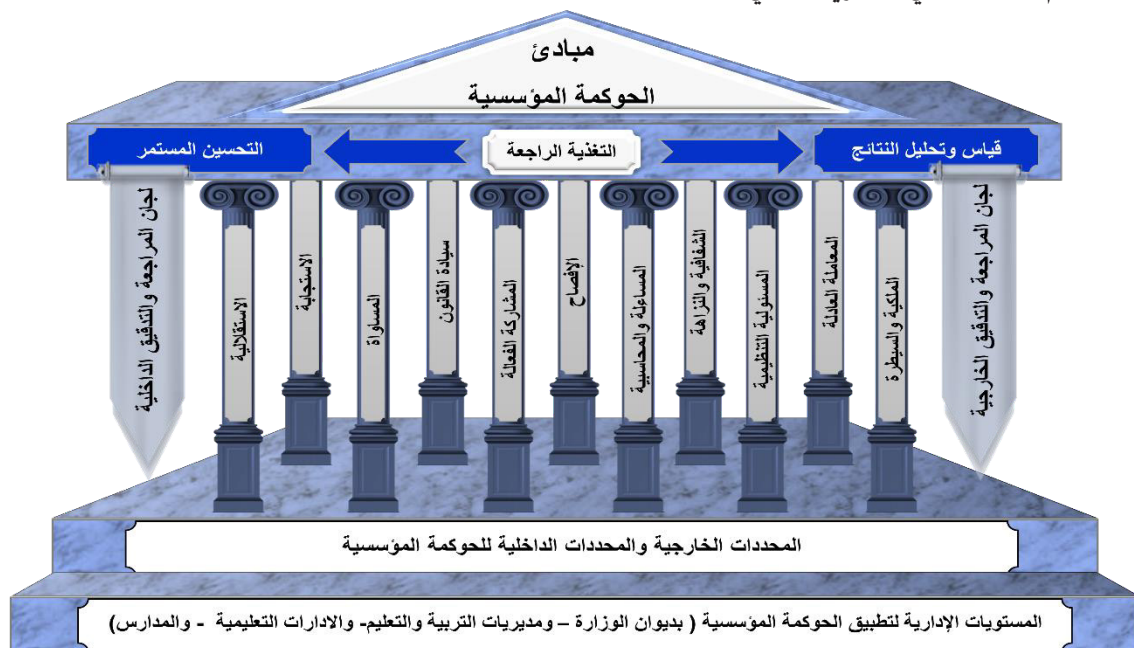 مبادئ
الحوكمة المؤسسية
قياس وتحليل النتائج
التغذية الراجعة
التحسين المستمر
لجان المراجعة والتدقيق الخارجية
الملكية والسيطرة
المعاملة العادلة
المسئولية التنظيمية
الشفافية والنزاهة
المساءلة والمحاسبية
الإفصاح
المشاركة الفعالة
سيادة القانون
المساواة
الاستجابة
الاستقلالية
لجان المراجعة والتدقيق الداخلية
المحددات الخارجية والمحددات الداخلية للحوكمة المؤسسية
المستويات الإدارية لتطبيق الحوكمة المؤسسية ( بديوان الوزارة – ومديريات التربية والتعليم- والادارات التعليمية - والمدارس)